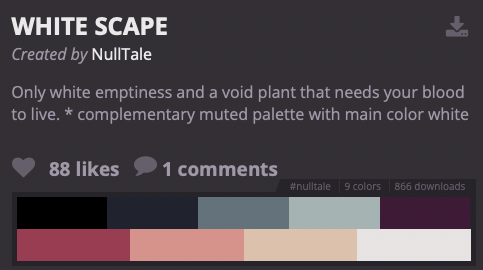 WHITE SCAPE
Created by NullTale
Only white emptiness and a void plant that needs your blood
to live. * complementary muted palette with main color white
88 likes 1 comments
#nulltale 9 colors 866 downloads